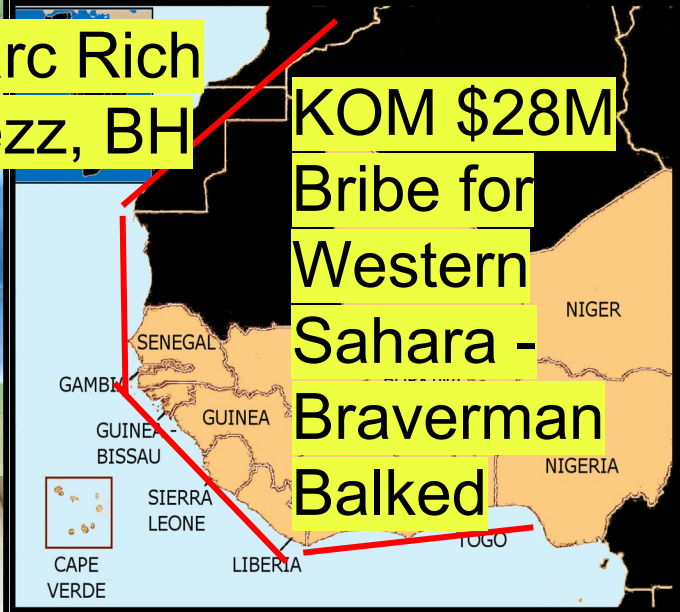 rc Rich
ezz, BH
KOM $28M
Bribe for
Western
Sahara -
Braverman
Balked
NIGER
SENEGAL
GAMBIA
GUINEA
GUINEA -
BISSAU
NIGERIA
SIERRA
LEONE
LIBERIA
TOGO
CAPE
VERDE